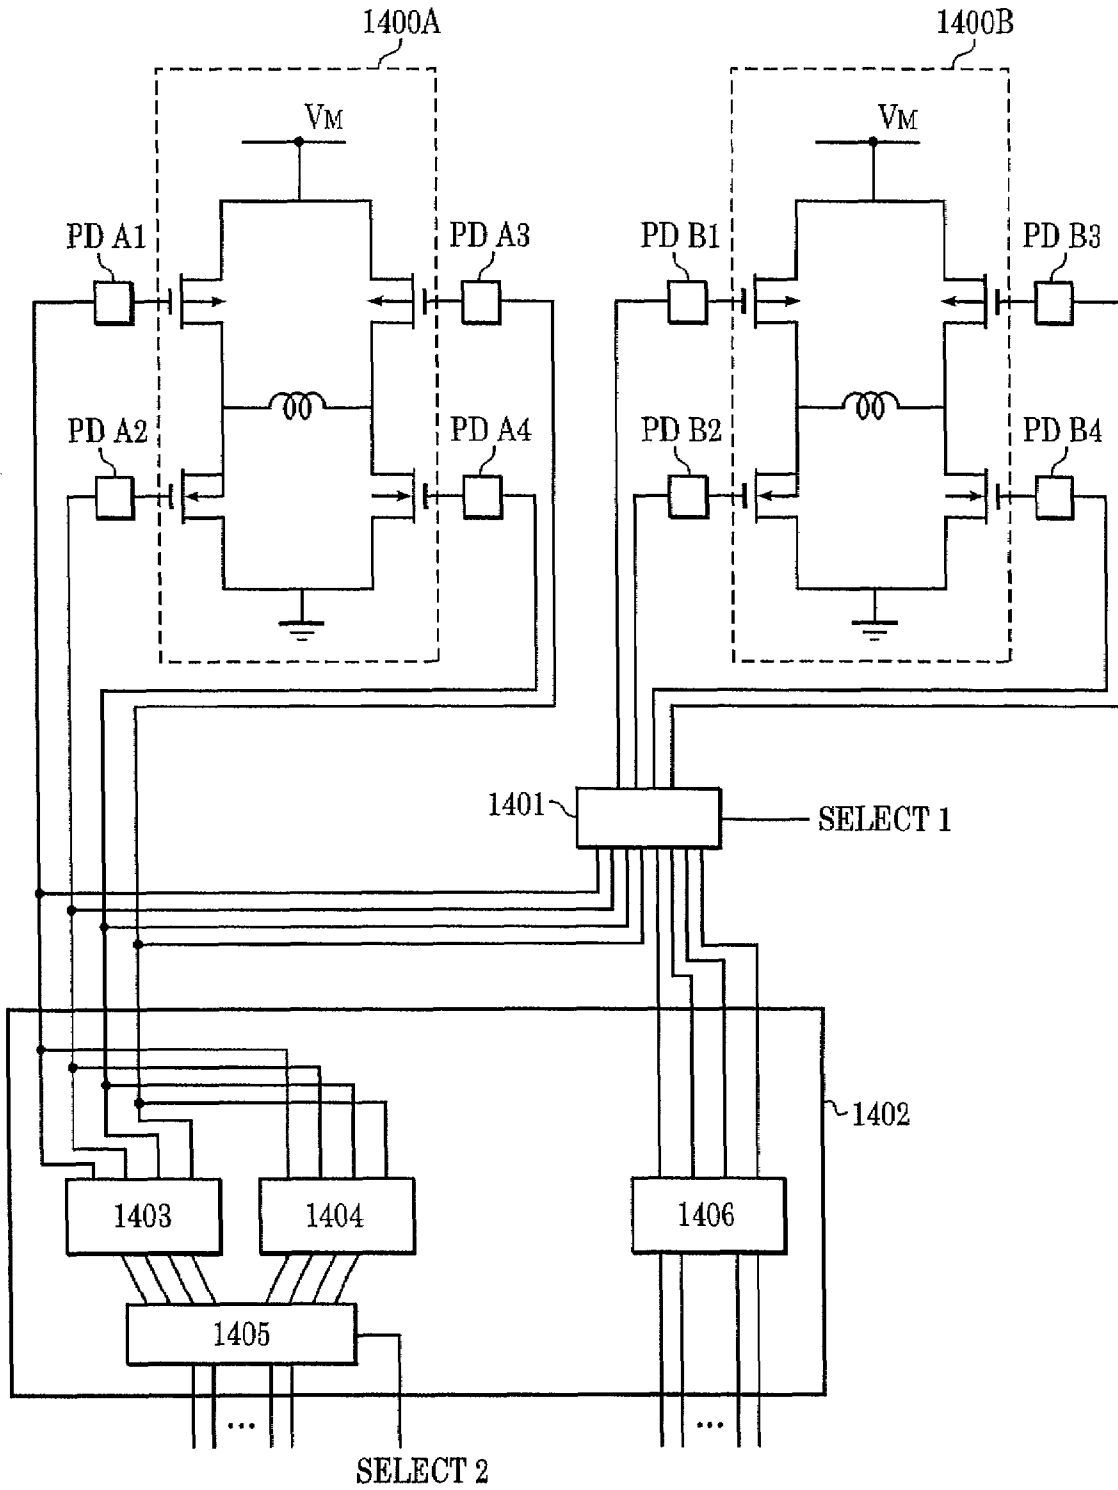 1400A
1400B
VM
VM
PD A1
PD A3
PD B1
PD B3
PD A2
PD A4
PD B2
PD B4
1401
SELECT 1
1402
1403
1404
1406
1405
...
...
SELECT 2